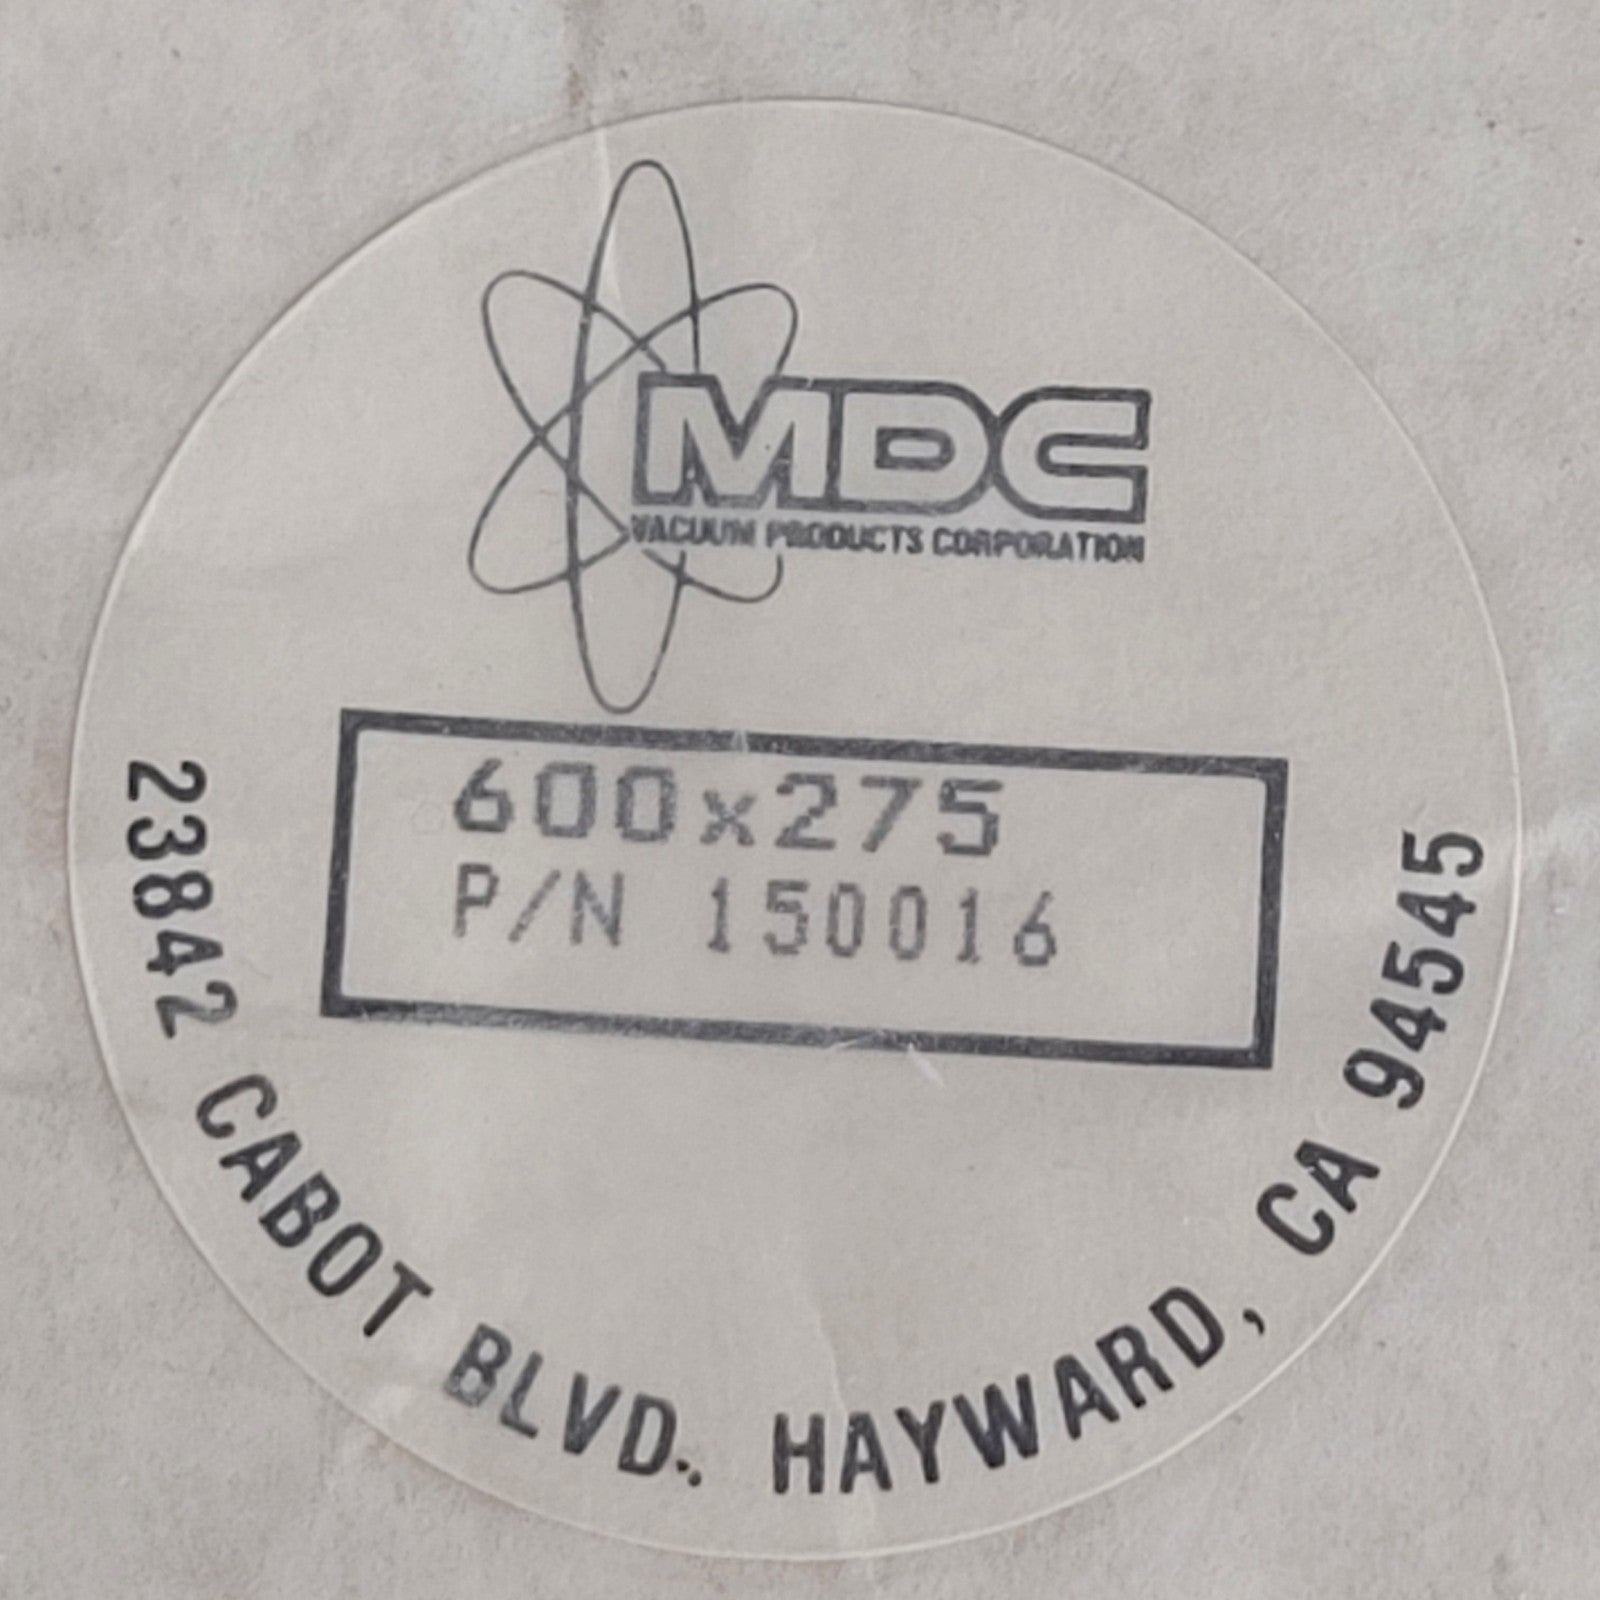 MDC
VACUUM PRODUCTS CORPORATION
600x275
P/N 150016
23842 CABOT BLVD., HAYWARD, CA 94545